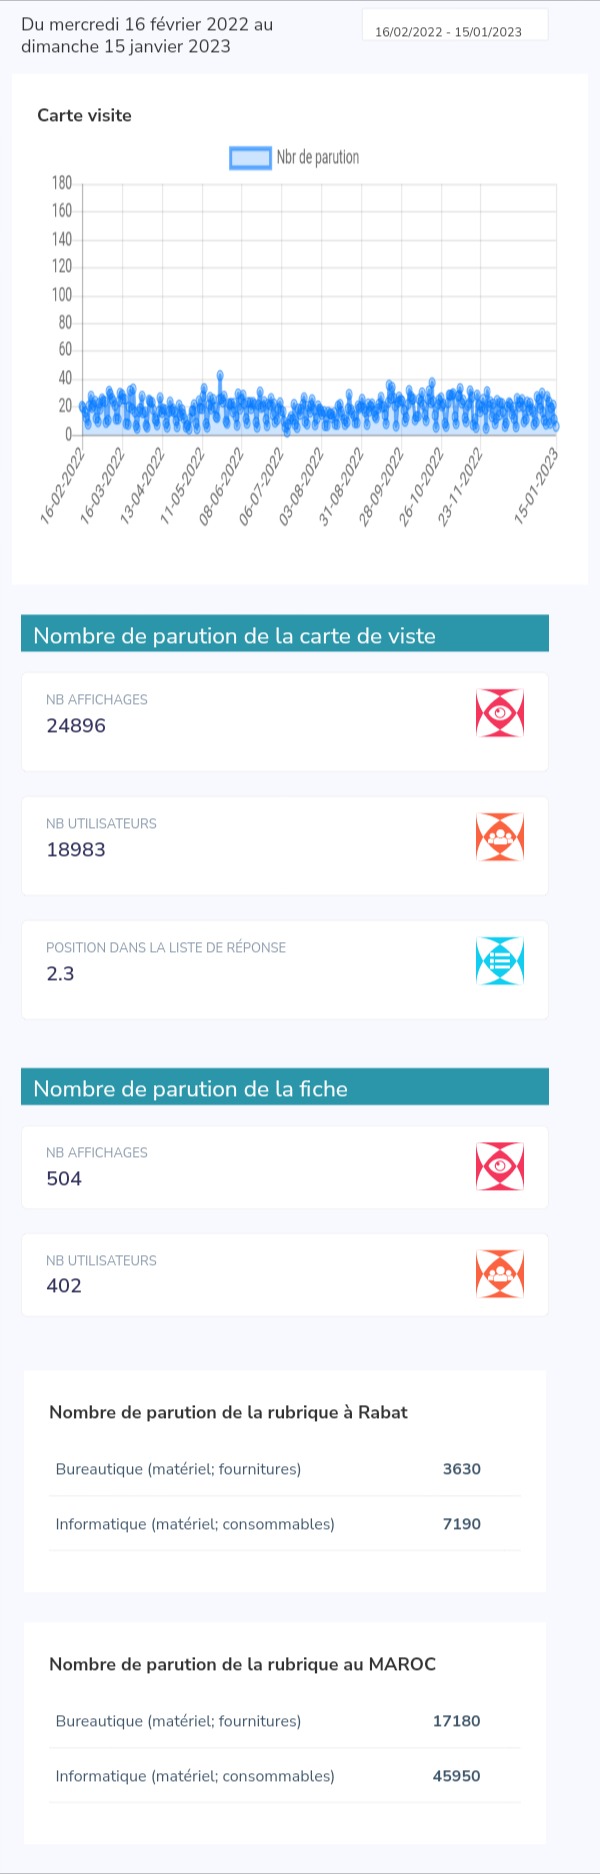 Du mercredi 16 février 2022 au
dimanche 15 janvier 2023
16/02/2022 - 15/01/2023
Carte visite
Nbr de parution
180
160
140
120
100
80
60
40
20
0
16-02-2022
16-03-2022
13-04-2022
11-05-2022
08-06-2022
06-07-2022
03-08-2022
31-08-2022
28-09-2022
26-10-2022
23-11-2022
15-01-2023
Nombre de parution de la carte de viste
NB AFFICHAGES
24896
NB UTILISATEURS
18983
POSITION DANS LA LISTE DE RÉPONSE
2.3
Nombre de parution de la fiche
NB AFFICHAGES
504
NB UTILISATEURS
402
Nombre de parution de la rubrique à Rabat
Bureautique (matériel; fournitures) 3630
Informatique (matériel; consommables) 7190
Nombre de parution de la rubrique au MAROC
Bureautique (matériel; fournitures) 17180
Informatique (matériel; consommables) 45950